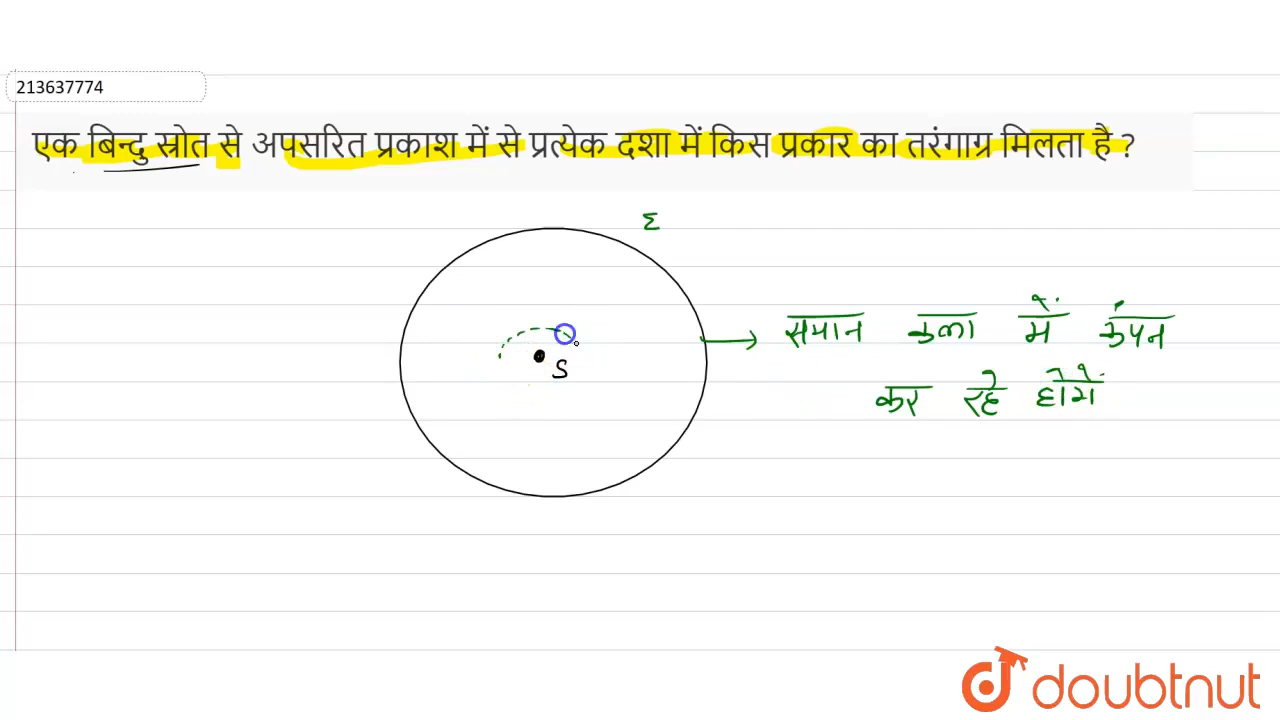 213637774
एक बिन्दु स्रोत से अपसरित प्रकाश में से प्रत्येक दशा में किस प्रकार का तरंगाग्र मिलता है ?
Σ
समान कला में कंपन
S
कर रहे होंगे
doubtnut